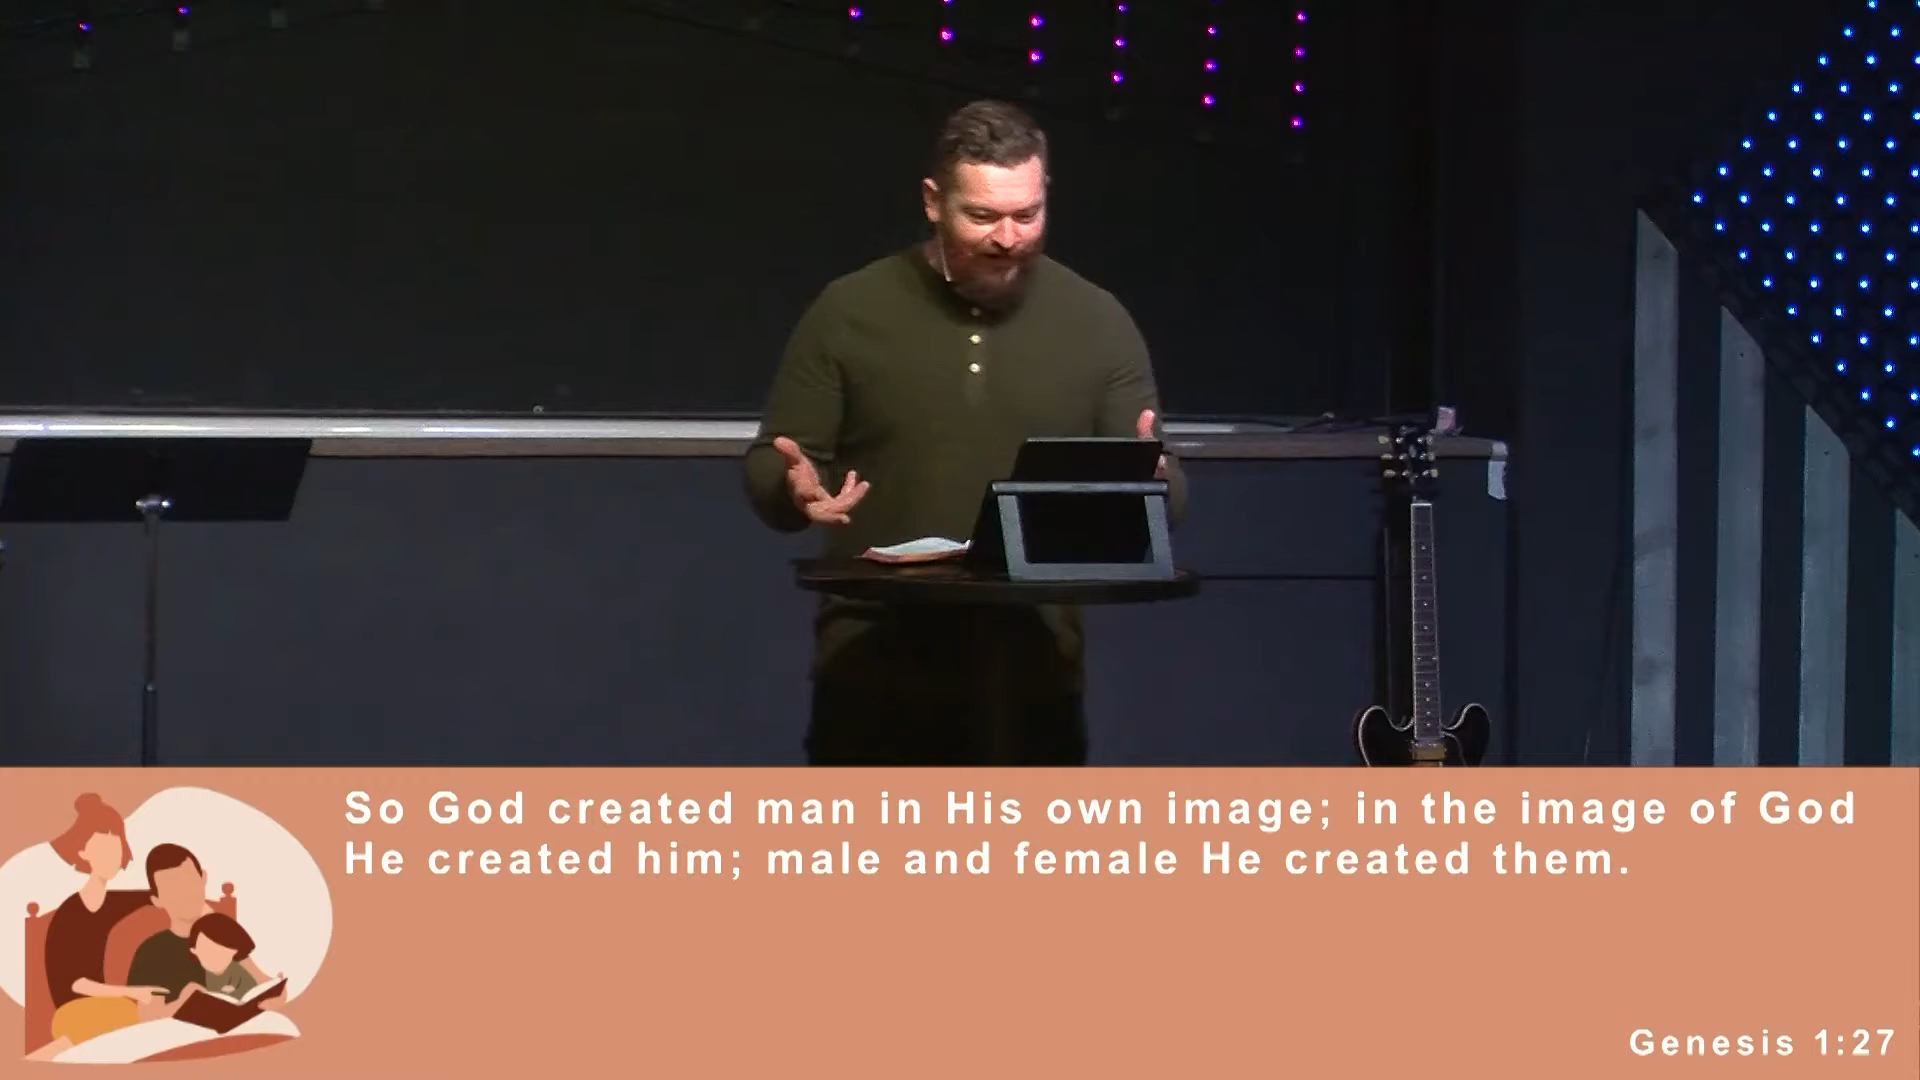 So God created man in His own image; in the image of God
He created him; male and female He created them.
Genesis 1:27